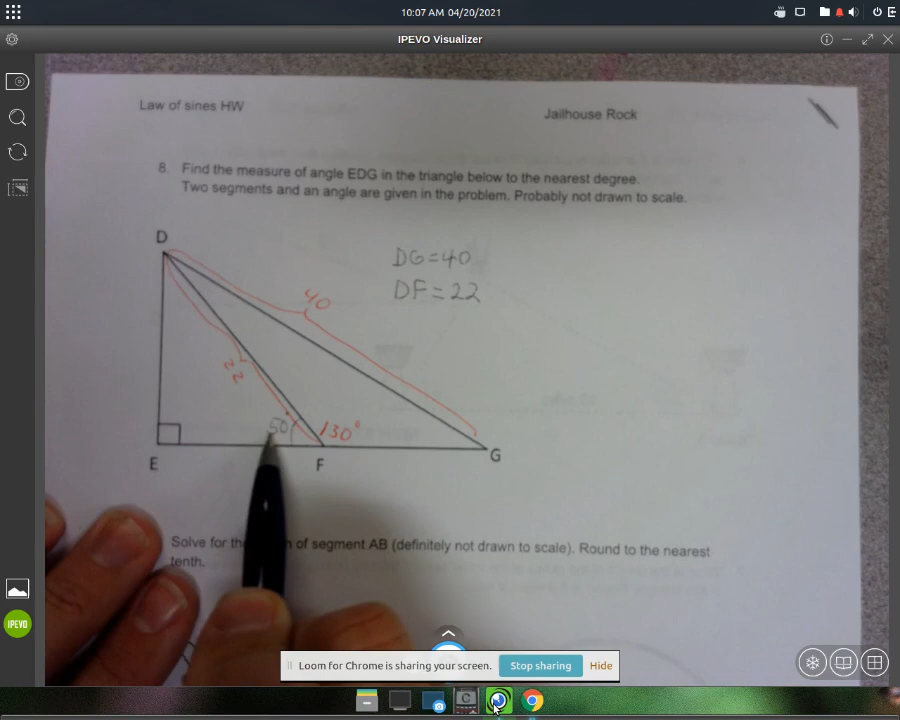 10:07 AM 04/20/2021
IPEVO Visualizer
Law of sines HW
Jailhouse Rock
8. Find the measure of angle EDG in the triangle below to the nearest degree.
Two segments and an angle are given in the problem. Probably not drawn to scale.
D
DG=40
DF=22
40
22
50
130°
E
F
G
Solve for the of segment AB (definitely not drawn to scale). Round to the nearest
tenth.
IPEVO
Loom for Chrome is sharing your screen.
Stop sharing
Hide
C